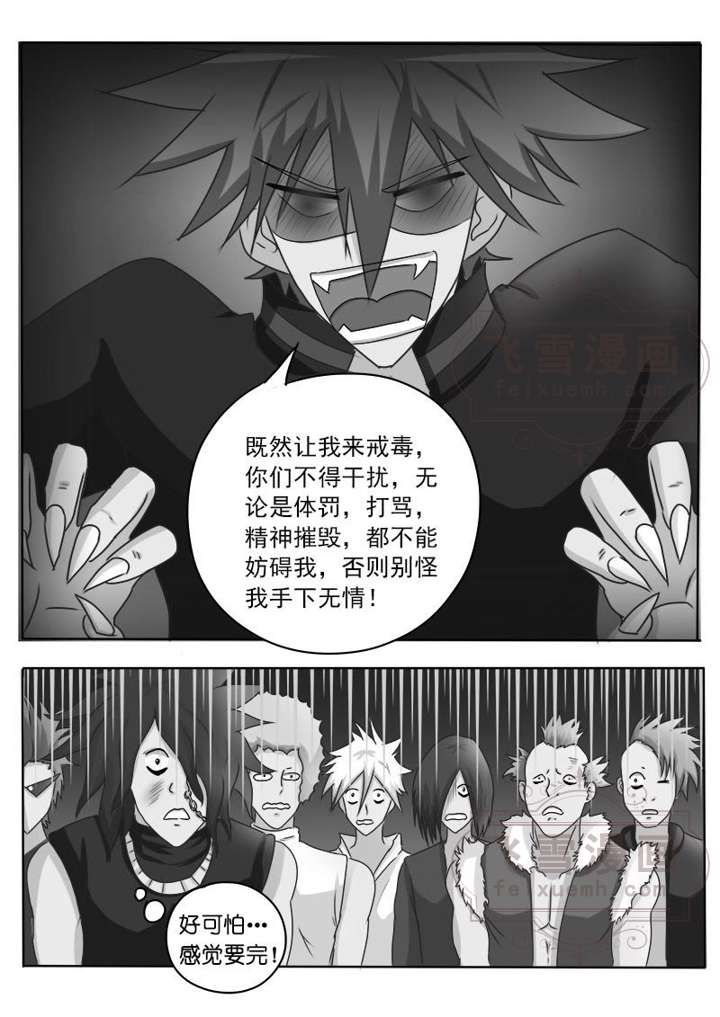 飞雪漫画
feixuemh.com
既然让我来戒毒，
你们不得干扰，无
论是体罚，打骂，
精神摧毁，都不能
妨碍我，否则别怪
我手下无情！
飞雪漫画
feixuemh.com
好可怕…
感觉要完！